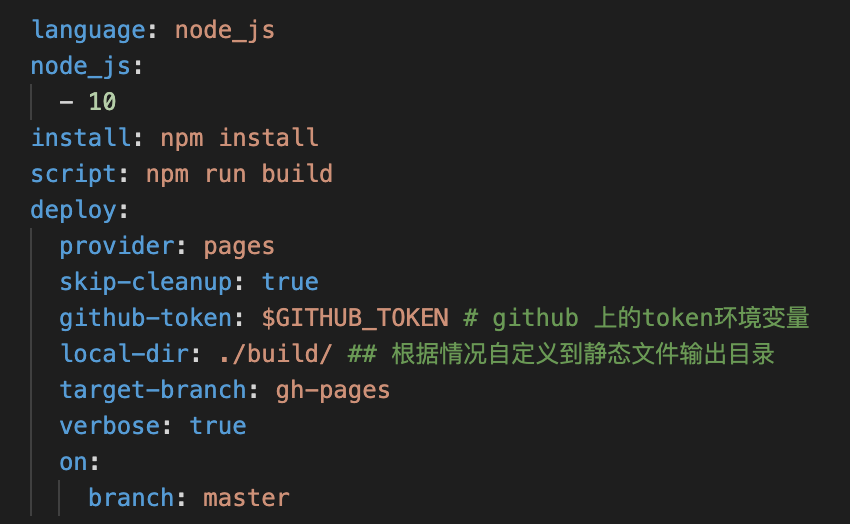 language: node_js
node_js:
  - 10
install: npm install
script: npm run build
deploy:
  provider: pages
  skip-cleanup: true
  github-token: $GITHUB_TOKEN # github 上的token环境变量
  local-dir: ./build/ ## 根据情况自定义到静态文件输出目录
  target-branch: gh-pages
  verbose: true
  on:
    branch: master